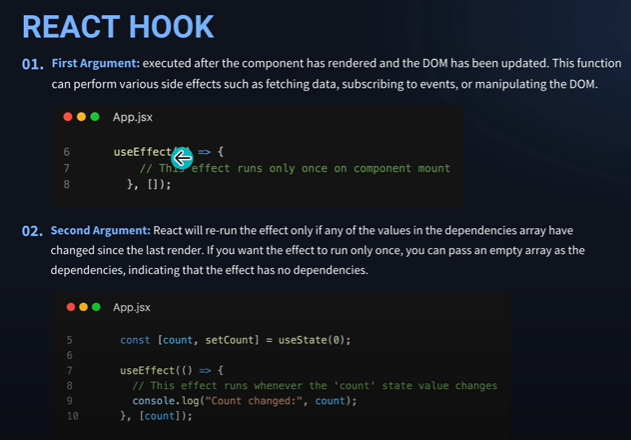 REACT HOOK
01. First Argument: executed after the component has rendered and the DOM has been updated. This function
can perform various side effects such as fetching data, subscribing to events, or manipulating the DOM.
App.jsx
6 useEffect( ) => {
7 // This effect runs only once on component mount
8 }, []);
02. Second Argument: React will re-run the effect only if any of the values in the dependencies array have
changed since the last render. If you want the effect to run only once, you can pass an empty array as the
dependencies, indicating that the effect has no dependencies.
App.jsx
5 const [count, setCount] = useState(0);
6
7 useEffect(() => {
8 // This effect runs whenever the 'count' state value changes
9 console.log("Count changed:", count);
10 }, [count]);